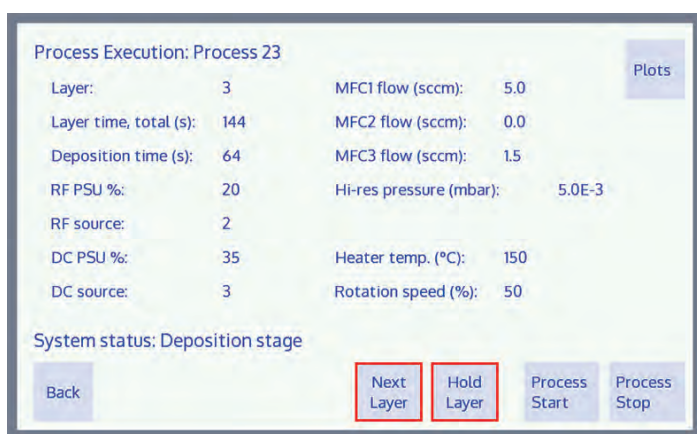 Process Execution: Process 23
Plots
Layer: 3 MFC1 flow (sccm): 5.0
Layer time, total (s): 144 MFC2 flow (sccm): 0.0
Deposition time (s): 64 MFC3 flow (sccm): 1.5
RF PSU %: 20 Hi-res pressure (mbar): 5.0E-3
RF source: 2
DC PSU %: 35 Heater temp. (°C): 150
DC source: 3 Rotation speed (%): 50
System status: Deposition stage
Back
Next
Layer
Hold
Layer
Process
Start
Process
Stop